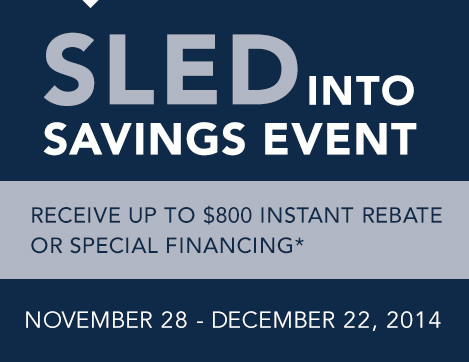 SLED INTO
SAVINGS EVENT
RECEIVE UP TO $800 INSTANT REBATE
OR SPECIAL FINANCING*
NOVEMBER 28 - DECEMBER 22, 2014